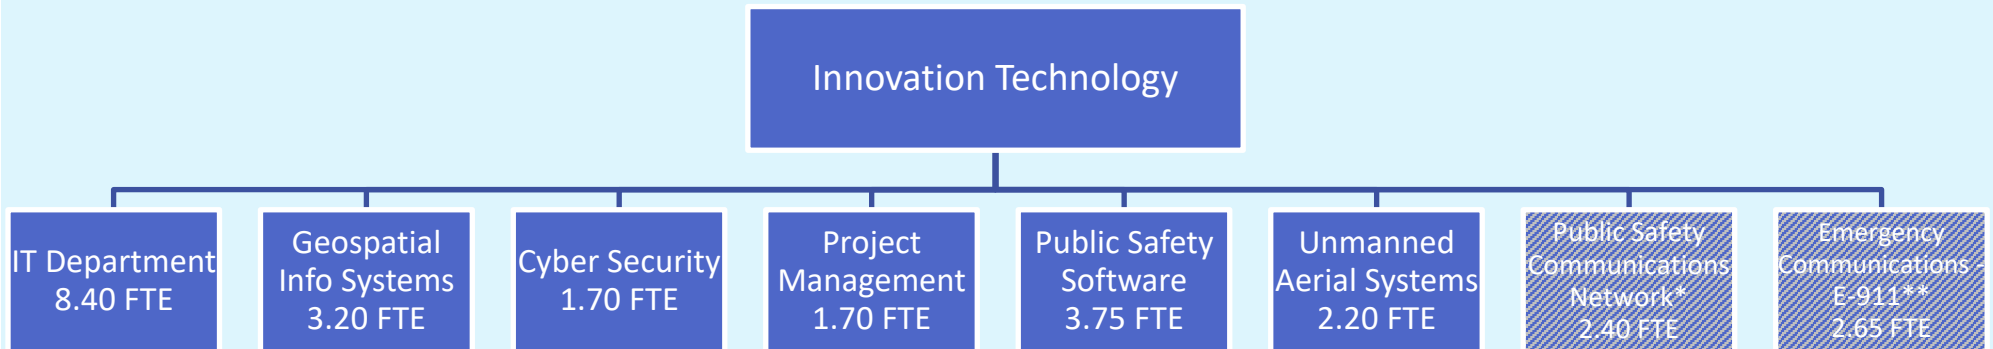 Innovation Technology
IT Department
8.40 FTE
Geospatial
Info Systems
3.20 FTE
Cyber Security
1.70 FTE
Project
Management
1.70 FTE
Public Safety
Software
3.75 FTE
Unmanned
Aerial Systems
2.20 FTE
Public Safety
Communications
Network*
2.40 FTE
Emergency
Communications -
E-911**
2.65 FTE